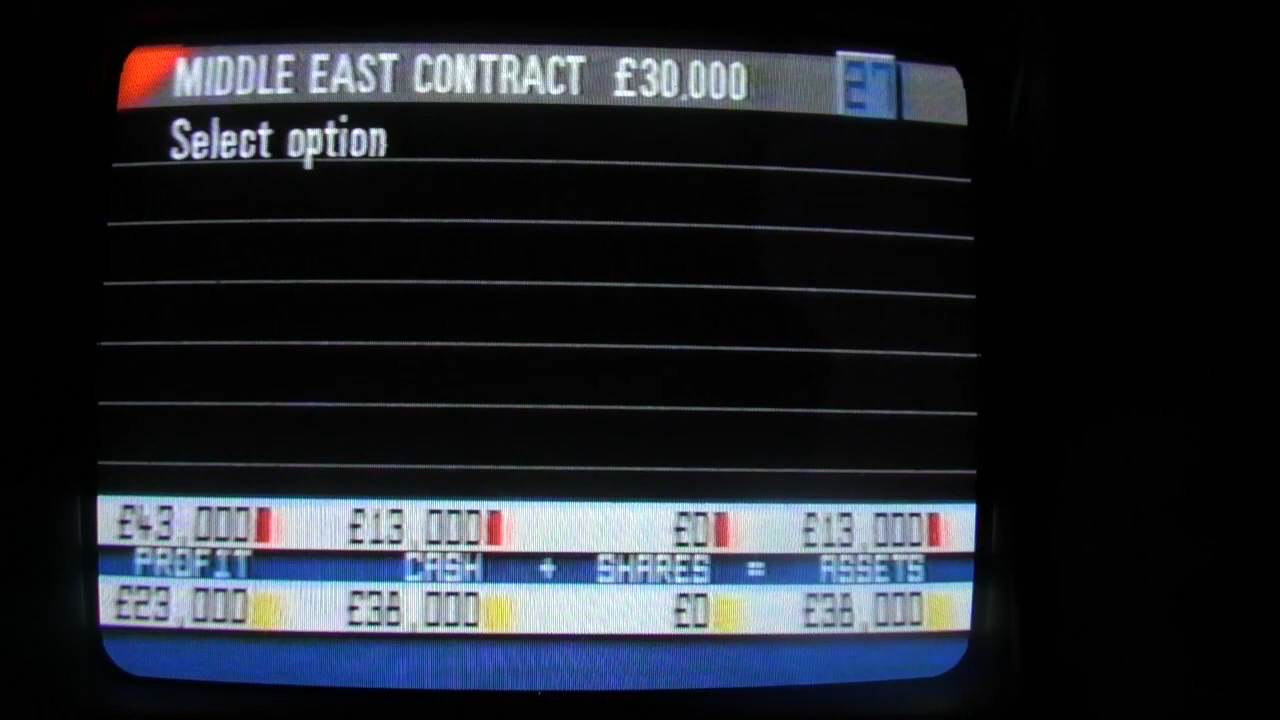 MIDDLE EAST CONTRACT £30,000 E7
Select option
£43,000 £13,000 £0 £13,000
PROFIT CASH + SHARES = ASSETS
£23,000 £38,000 £0 £38,000